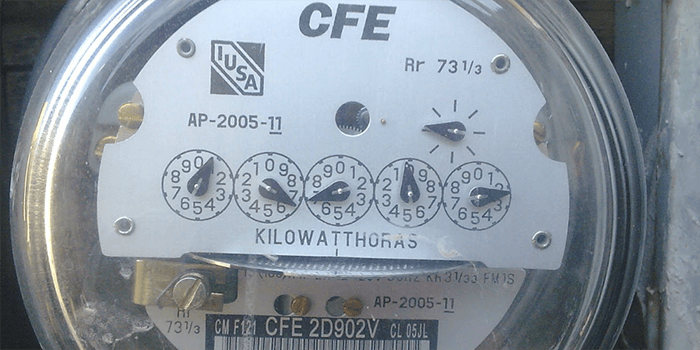 CFE
IUSA
Rr 73 1/3
AP-2005-11
KILOWATTHORAS
AP-2005-11
73 1/3
CM F121 CFE 2D902V CL 05JL